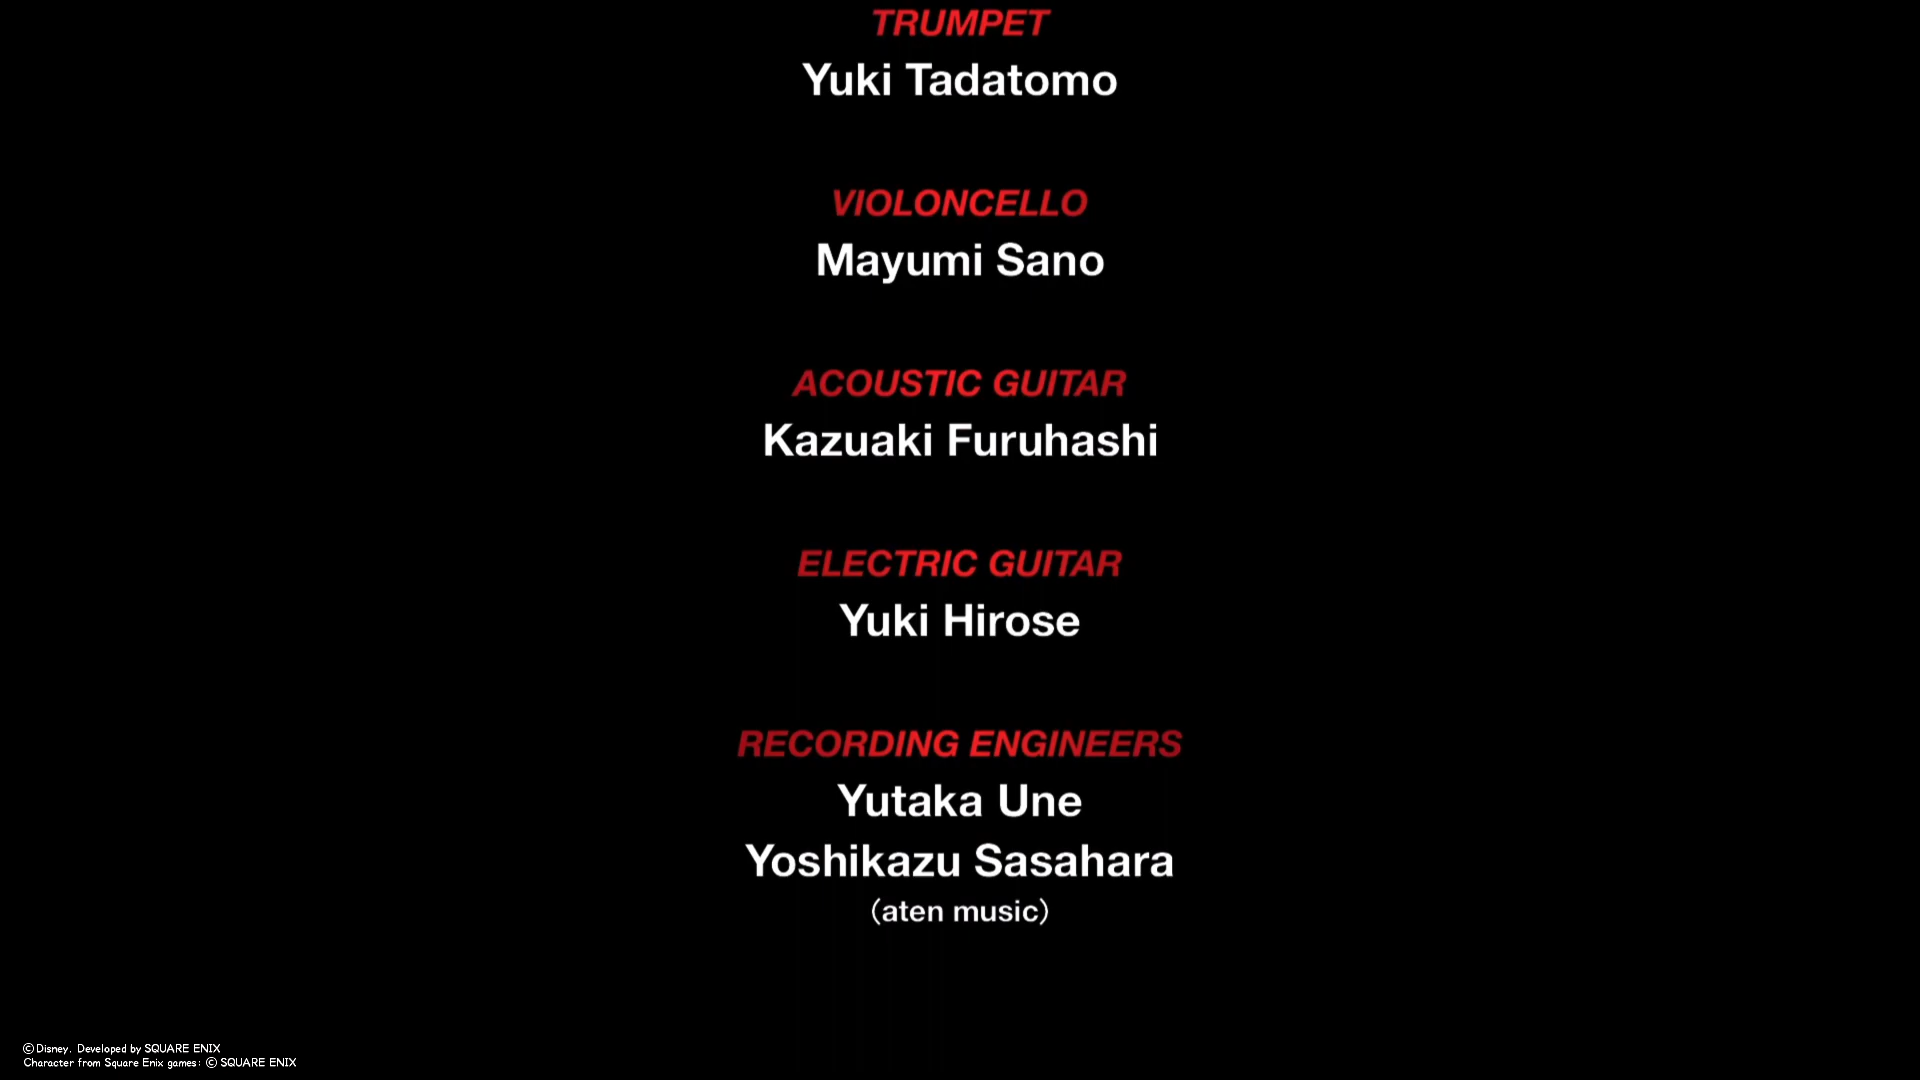 TRUMPET
Yuki Tadatomo
VIOLONCELLO
Mayumi Sano
ACOUSTIC GUITAR
Kazuaki Furuhashi
ELECTRIC GUITAR
Yuki Hirose
RECORDING ENGINEERS
Yutaka Une
Yoshikazu Sasahara
(aten music)
© Disney. Developed by SQUARE ENIX
Character from Square Enix games: © SQUARE ENIX